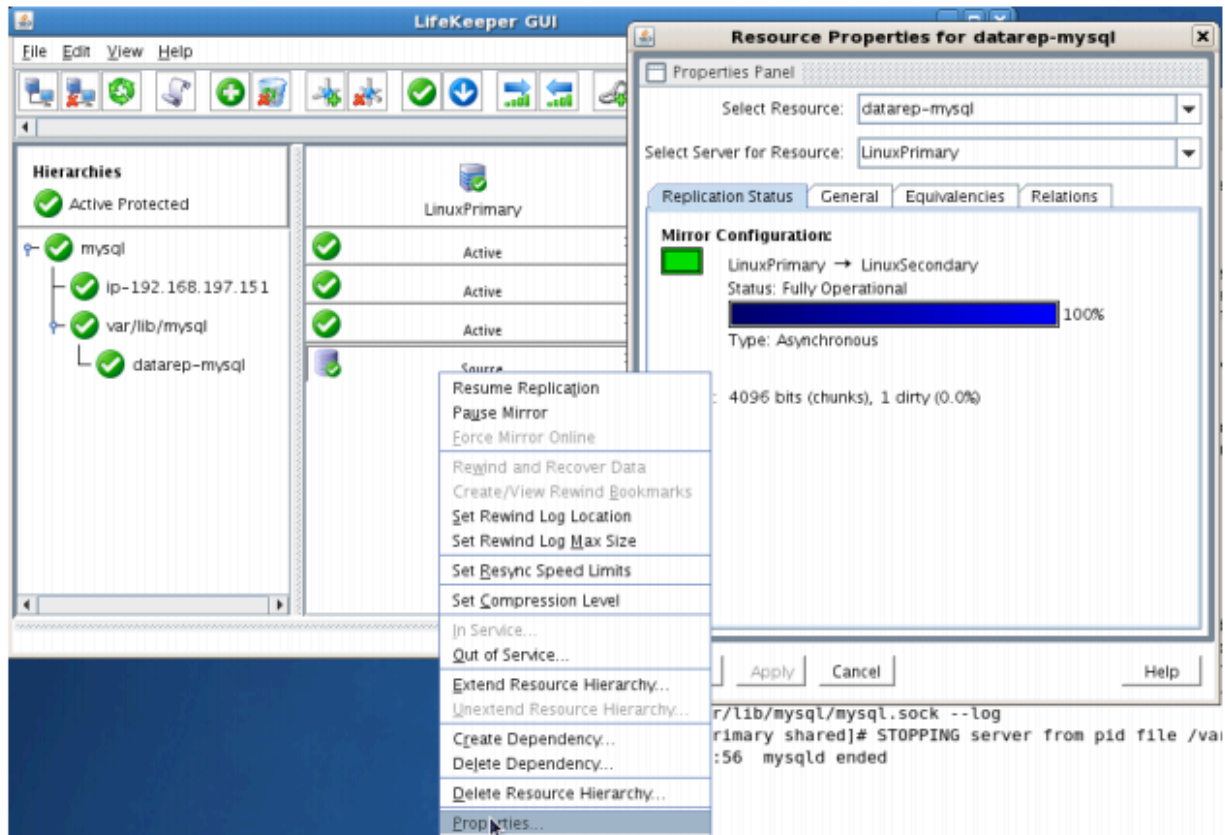 LifeKeeper GUI
File Edit View Help
Hierarchies
Active Protected
mysql
ip-192.168.197.151
var/lib/mysql
datarep-mysql
LinuxPrimary
Active
Active
Active
Source
Resume Replication
Pause Mirror
Force Mirror Online
Rewind and Recover Data
Create/View Rewind Bookmarks
Set Rewind Log Location
Set Rewind Log Max Size
Set Resync Speed Limits
Set Compression Level
In Service...
Out of Service...
Extend Resource Hierarchy...
Unextend Resource Hierarchy...
Create Dependency...
Delete Dependency...
Delete Resource Hierarchy...
Properties...
Resource Properties for datarep-mysql
Properties Panel
Select Resource: datarep-mysql
Select Server for Resource: LinuxPrimary
Replication Status General Equivalencies Relations
Mirror Configuration:
LinuxPrimary → LinuxSecondary
Status: Fully Operational
100%
Type: Asynchronous
: 4096 bits (chunks), 1 dirty (0.0%)
Apply Cancel Help
r/lib/mysql/mysql.sock --log
rimary shared]# STOPPING server from pid file /var
:56 mysqld ended